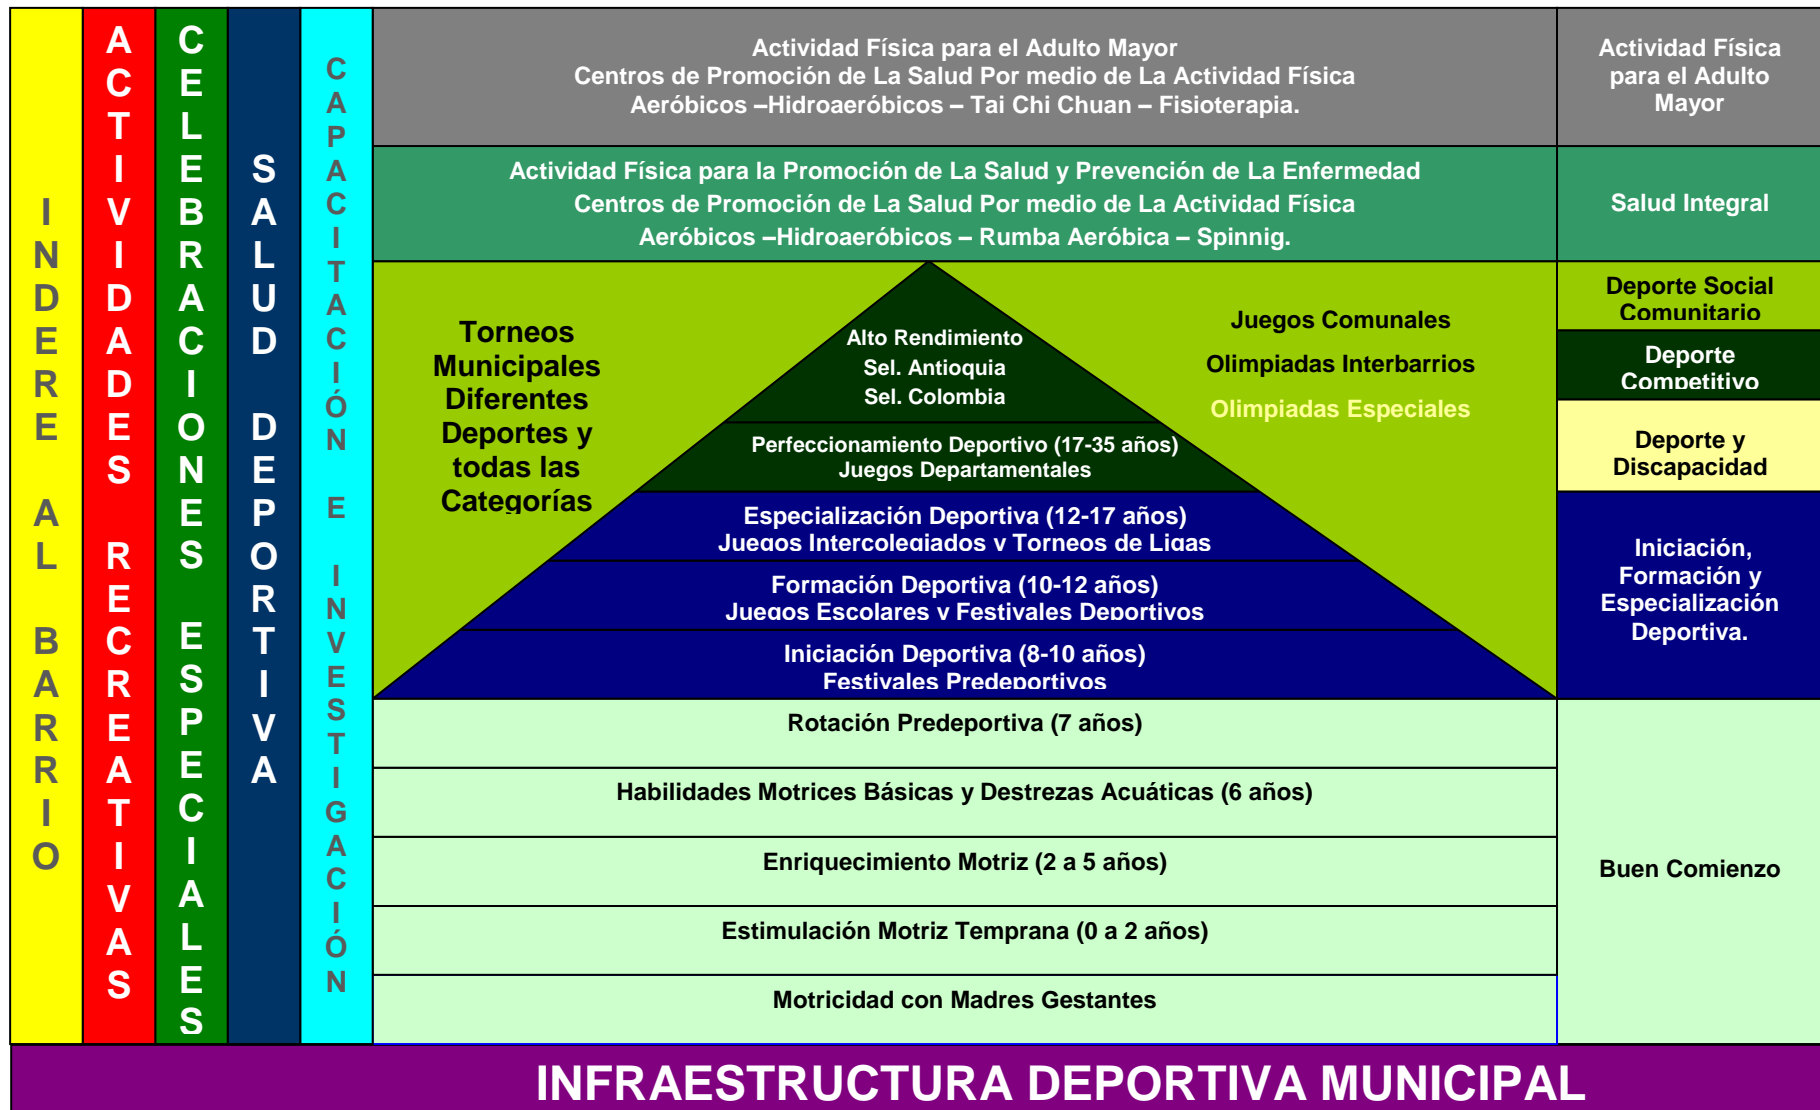 INDERE AL BARRIO
ACTIVIDADES RECREATIVAS
CELEBRACIONES ESPECIALES
SALUD DEPORTIVA
CAPACITACIÓN E INVESTIGACIÓN
Actividad Física para el Adulto Mayor
Centros de Promoción de La Salud Por medio de La Actividad Física
Aeróbicos –Hidroaeróbicos – Tai Chi Chuan – Fisioterapia.
Actividad Física
para el Adulto
Mayor
Actividad Física para la Promoción de La Salud y Prevención de La Enfermedad
Centros de Promoción de La Salud Por medio de La Actividad Física
Aeróbicos –Hidroaeróbicos – Rumba Aeróbica – Spinnig.
Salud Integral
Torneos
Municipales
Diferentes
Deportes y
todas las
Categorías
Alto Rendimiento
Sel. Antioquia
Sel. Colombia
Perfeccionamiento Deportivo (17-35 años)
Juegos Departamentales
Especialización Deportiva (12-17 años)
Juegos Intercolegiados y Torneos de Ligas
Formación Deportiva (10-12 años)
Juegos Escolares y Festivales Deportivos
Iniciación Deportiva (8-10 años)
Festivales Predeportivos
Juegos Comunales
Olimpiadas Interbarrios
Olimpiadas Especiales
Deporte Social
Comunitario
Deporte
Competitivo
Deporte y
Discapacidad
Iniciación,
Formación y
Especialización
Deportiva.
Rotación Predeportiva (7 años)
Habilidades Motrices Básicas y Destrezas Acuáticas (6 años)
Enriquecimiento Motriz (2 a 5 años)
Estimulación Motriz Temprana (0 a 2 años)
Motricidad con Madres Gestantes
Buen Comienzo
INFRAESTRUCTURA DEPORTIVA MUNICIPAL